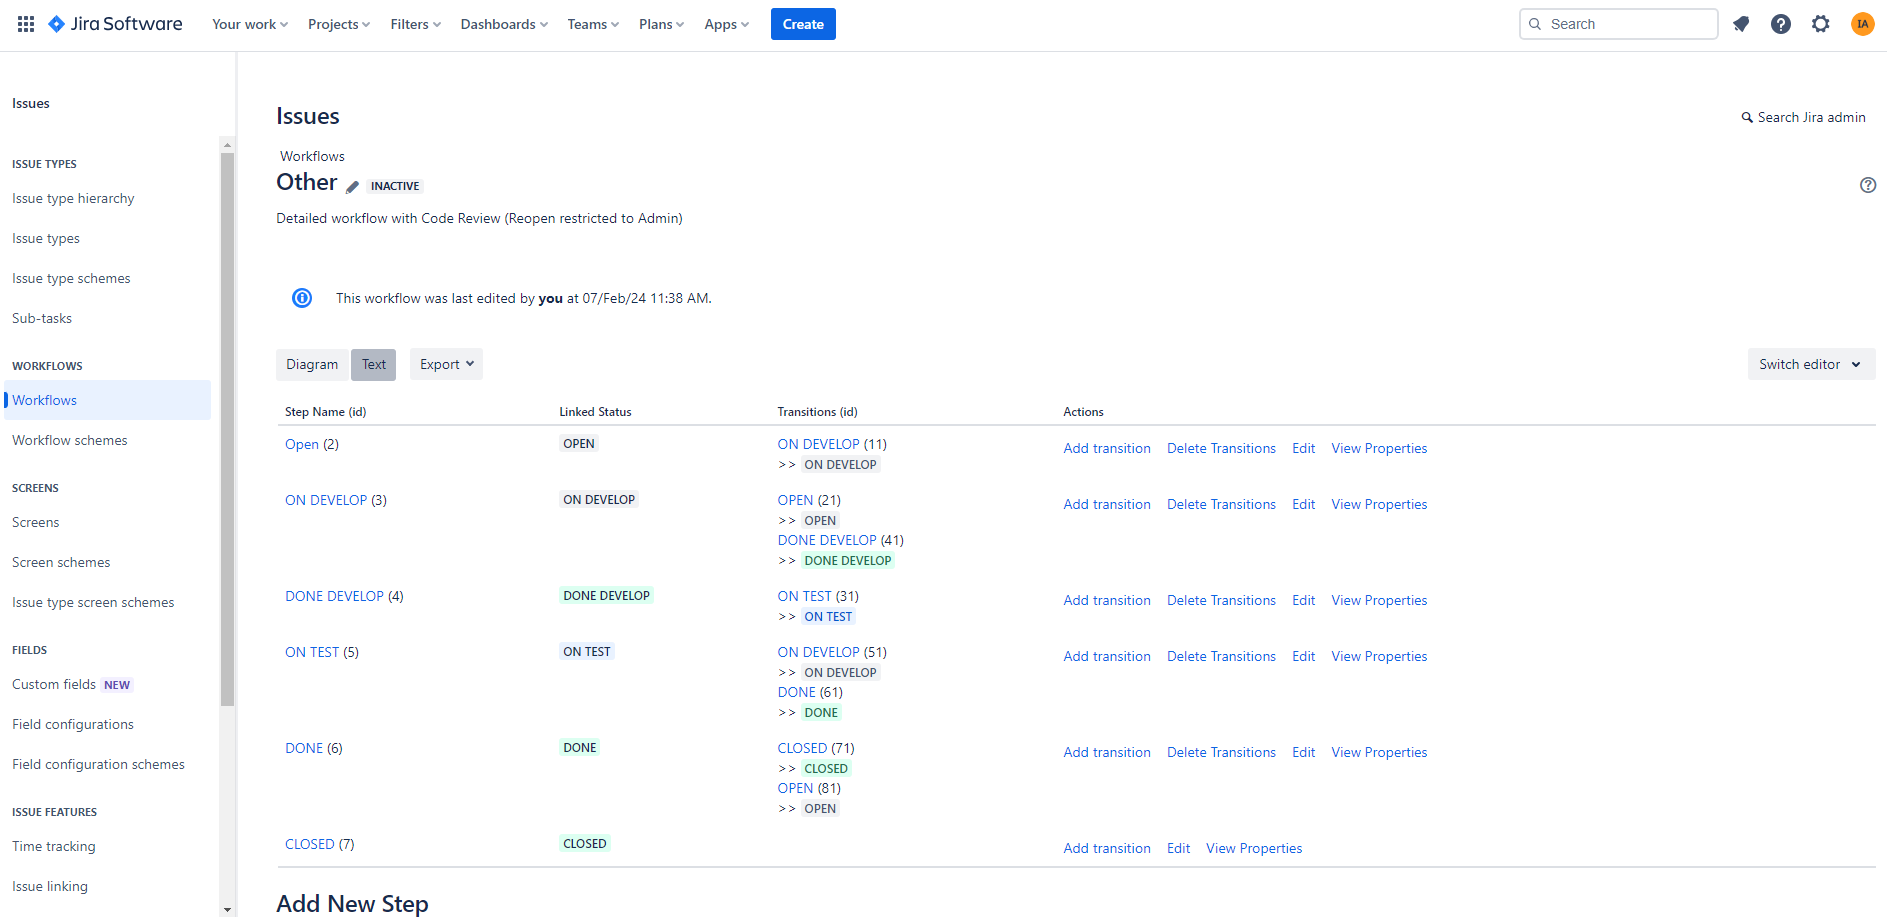 Jira Software
Your work
Projects
Filters
Dashboards
Teams
Plans
Apps
Create
Search
IA
Issues
ISSUE TYPES
Issue type hierarchy
Issue types
Issue type schemes
Sub-tasks
WORKFLOWS
Workflows
Workflow schemes
SCREENS
Screens
Screen schemes
Issue type screen schemes
FIELDS
Custom fields NEW
Field configurations
Field configuration schemes
ISSUE FEATURES
Time tracking
Issue linking
Issues
Search Jira admin
Workflows
Other INACTIVE
Detailed workflow with Code Review (Reopen restricted to Admin)
This workflow was last edited by you at 07/Feb/24 11:38 AM.
Diagram Text Export
Switch editor
Step Name (id) Linked Status Transitions (id) Actions
Open (2) OPEN ON DEVELOP (11) Add transition Delete Transitions Edit View Properties
>> ON DEVELOP
ON DEVELOP (3) ON DEVELOP OPEN (21) Add transition Delete Transitions Edit View Properties
>> OPEN
DONE DEVELOP (41)
>> DONE DEVELOP
DONE DEVELOP (4) DONE DEVELOP ON TEST (31) Add transition Delete Transitions Edit View Properties
>> ON TEST
ON TEST (5) ON TEST ON DEVELOP (51) Add transition Delete Transitions Edit View Properties
>> ON DEVELOP
DONE (61)
>> DONE
DONE (6) DONE CLOSED (71) Add transition Delete Transitions Edit View Properties
>> CLOSED
OPEN (81)
>> OPEN
CLOSED (7) CLOSED Add transition Edit View Properties
Add New Step